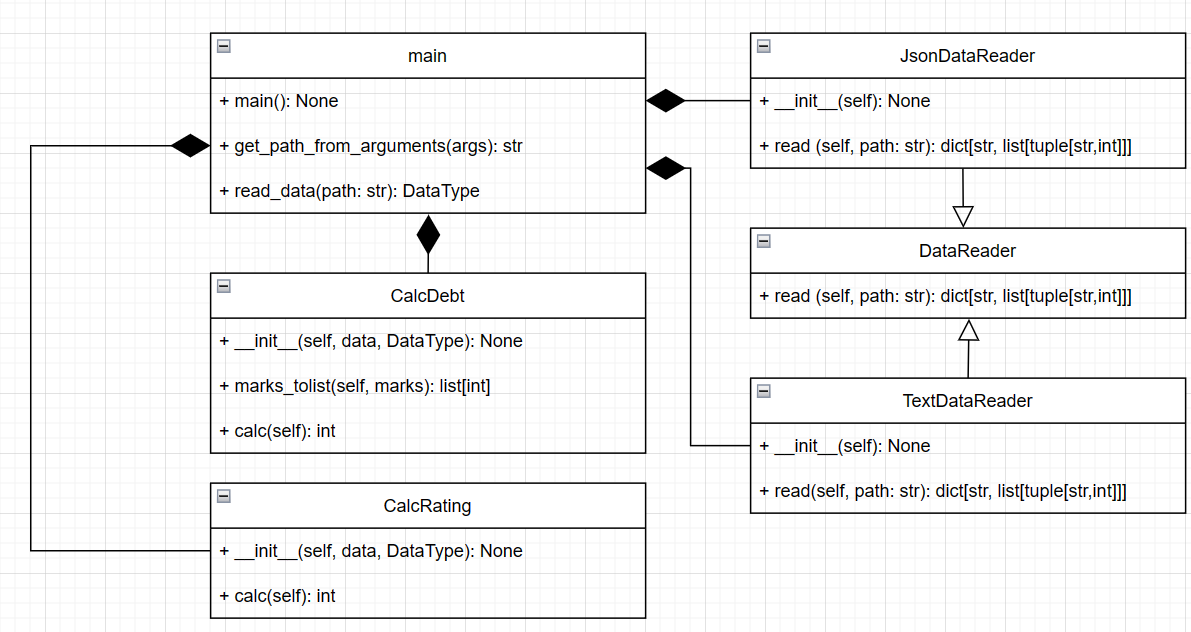 main
+ main(): None
+ get_path_from_arguments(args): str
+ read_data(path: str): DataType
CalcDebt
+ __init__(self, data, DataType): None
+ marks_tolist(self, marks): list[int]
+ calc(self): int
CalcRating
+ __init__(self, data, DataType): None
+ calc(self): int
JsonDataReader
+ __init__(self): None
+ read (self, path: str): dict[str, list[tuple[str,int]]]
DataReader
+ read (self, path: str): dict[str, list[tuple[str,int]]]
TextDataReader
+ __init__(self): None
+ read(self, path: str): dict[str, list[tuple[str,int]]]